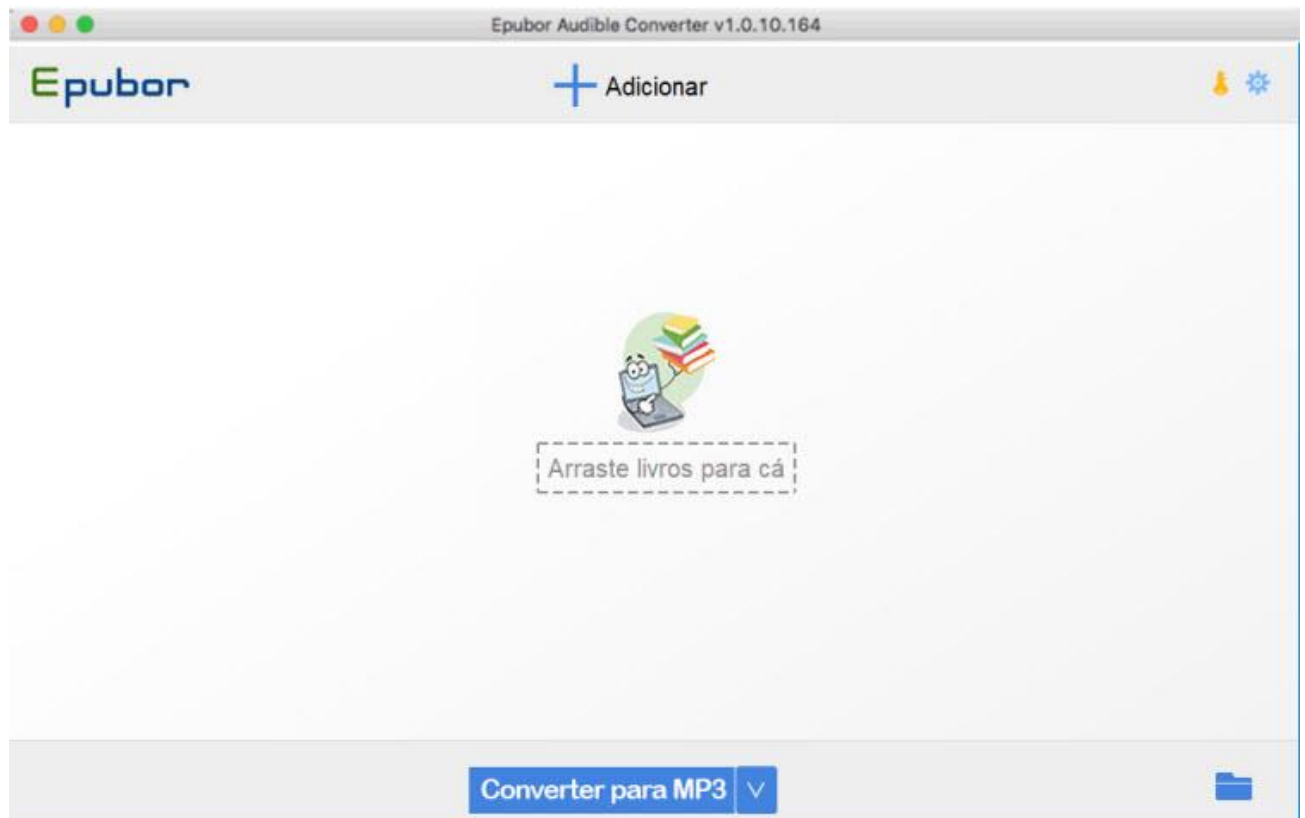 Epubor Audible Converter v1.0.10.164
Epubor
Adicionar
Arraste livros para cá
Converter para MP3